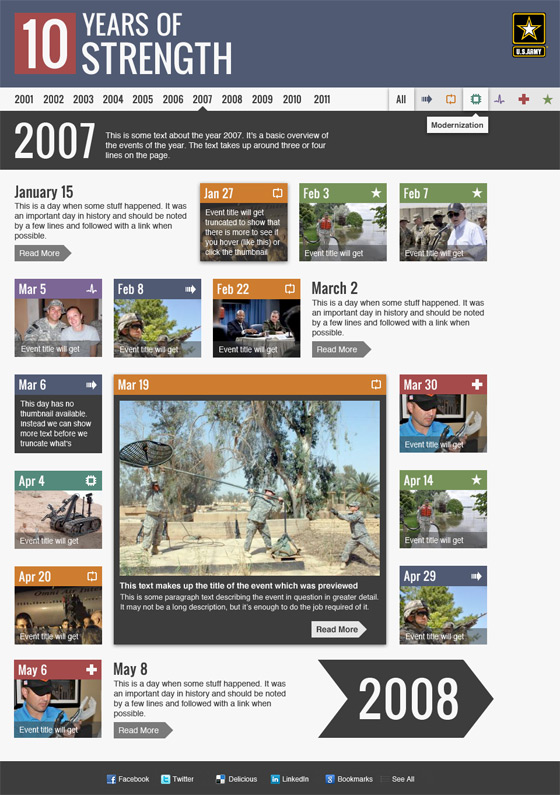 10 YEARS OF
STRENGTH
U.S.ARMY
2001 2002 2003 2004 2005 2006 2007 2008 2009 2010 2011
All
Modernization
2007
This is some text about the year 2007. It's a basic overview of
the events of the year. The text takes up around three or four
lines on the page.
January 15
This is a day when some stuff happened. It was
an important day in history and should be noted
by a few lines and followed with a link when
possible.
Read More
Jan 27
Event title will get
truncated to show that
there is more to see if
you hover (like this) or
click the thumbnail
Feb 3
Event title will get
Feb 7
Event title will get
Mar 5
Event title will get
Feb 8
Event title will get
Feb 22
Event title will get
March 2
This is a day when some stuff happened. It was
an important day in history and should be noted
by a few lines and followed with a link when
possible.
Read More
Mar 6
This day has no
thumbnail available.
Instead we can show
more text before we
truncate what's
Mar 19
This text makes up the title of the event which was previewed
This is some paragraph text describing the event in question in greater detail.
It may not be a long description, but it's enough to do the job required of it.
Read More
Mar 30
Event title will get
Apr 4
Event title will get
Apr 14
Event title will get
Apr 20
Event title will get
Apr 29
Event title will get
May 6
Event title will get
May 8
This is a day when some stuff happened. It was
an important day in history and should be noted
by a few lines and followed with a link when
possible.
Read More
2008
Facebook Twitter Delicious LinkedIn Bookmarks See All